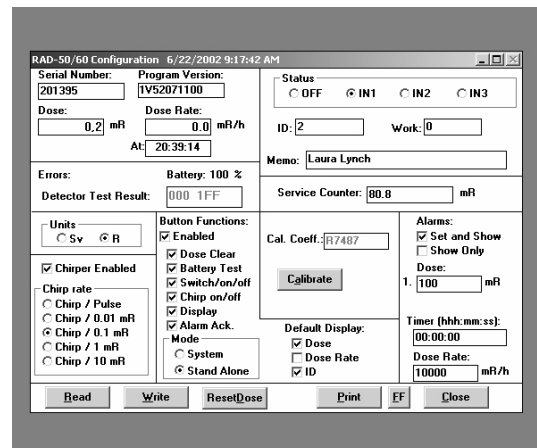 RAD-50/60 Configuration 6/22/2002 9:17:42 AM
Serial Number: Program Version:
201395 1V52071100
Dose: Dose Rate:
0,2 mR 0.0 mR/h
At: 20:39:14
Status
OFF IN1 IN2 IN3
ID: 2 Work: 0
Memo: Laura Lynch
Errors: Battery: 100 %
Detector Test Result: 000 1FF
Service Counter: 80.8 mR
Units
Sv R
Chirper Enabled
Chirp rate
Chirp / Pulse
Chirp / 0.01 mR
Chirp / 0.1 mR
Chirp / 1 mR
Chirp / 10 mR
Button Functions:
Enabled
Dose Clear
Battery Test
Switch/on/off
Chirp on/off
Display
Alarm Ack.
Mode
System
Stand Alone
Cal. Coeff.: R7487
Calibrate
Default Display:
Dose
Dose Rate
ID
Alarms:
Set and Show
Show Only
Dose:
1. 100 mR
Timer (hhh:mm:ss):
00:00:00
Dose Rate:
10000 mR/h
Read Write ResetDose Print FF Close